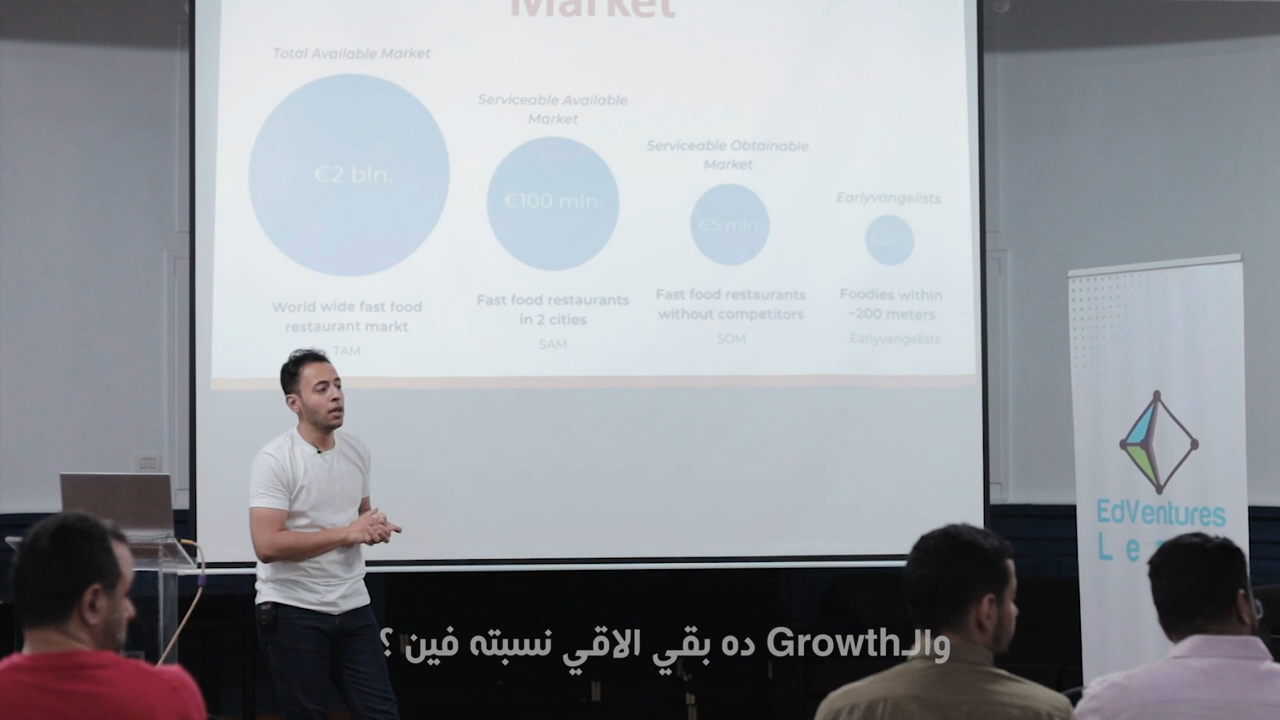 Market
Total Available Market
€2 bln.
World wide fast food
restaurant markt
TAM
Serviceable Available
Market
€100 mln.
Fast food restaurants
in 2 cities
SAM
Serviceable Obtainable
Market
€5 mln.
Fast food restaurants
without competitors
SOM
Earlyvangelists
Foodies within
~200 meters
Earlyvangelists
EdVentures
Le
والـGrowth ده بقي الاقي نسبته فين ؟